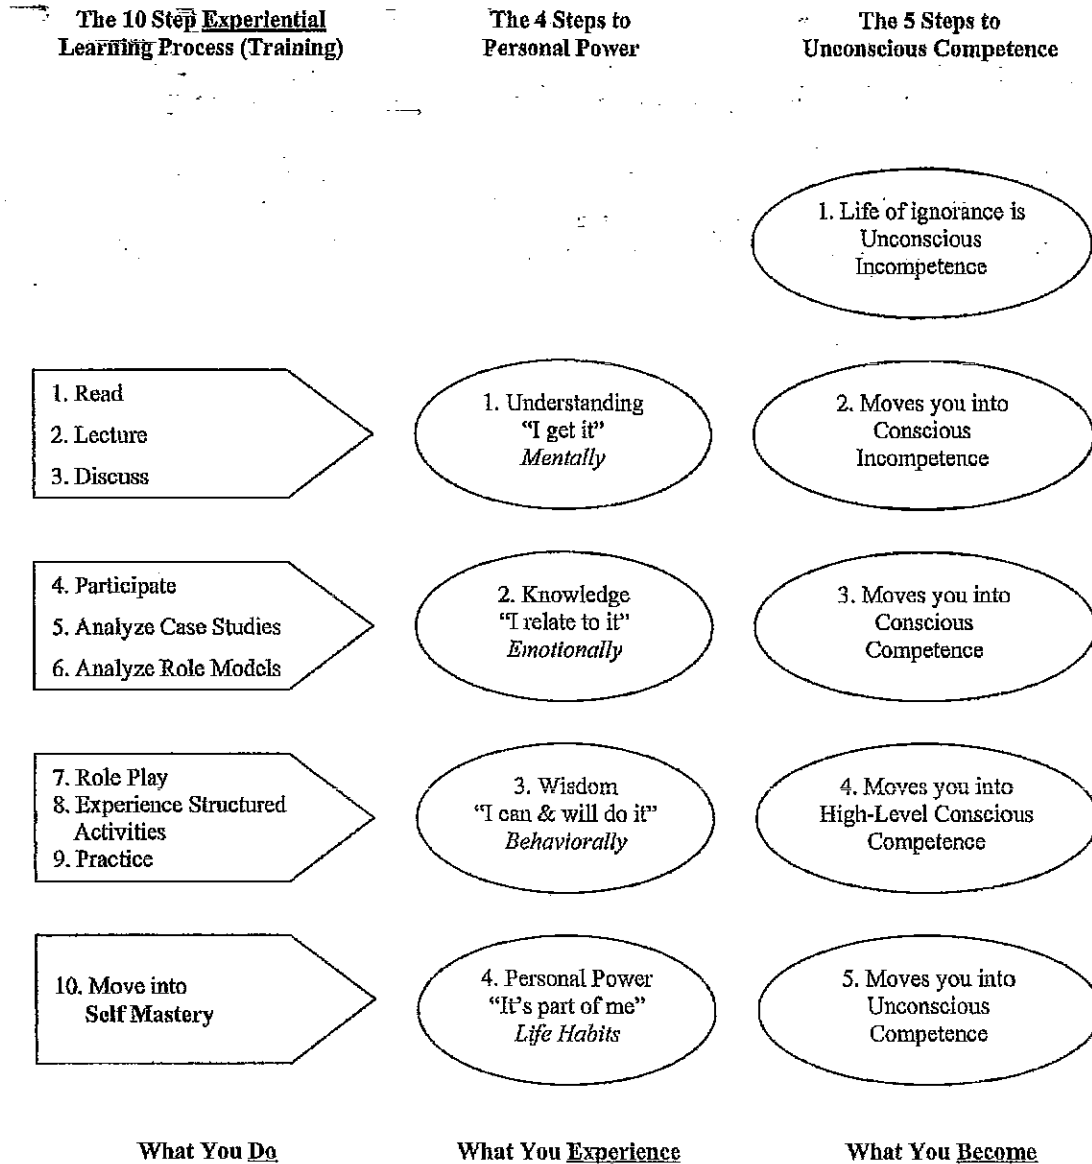 The 10 Step Experiential
Learning Process (Training)
The 4 Steps to
Personal Power
The 5 Steps to
Unconscious Competence
1. Life of ignorance is
Unconscious
Incompetence
1. Read
2. Lecture
3. Discuss
1. Understanding
“I get it”
Mentally
2. Moves you into
Conscious
Incompetence
4. Participate
5. Analyze Case Studies
6. Analyze Role Models
2. Knowledge
“I relate to it”
Emotionally
3. Moves you into
Conscious
Competence
7. Role Play
8. Experience Structured
Activities
9. Practice
3. Wisdom
“I can & will do it”
Behaviorally
4. Moves you into
High-Level Conscious
Competence
10. Move into
Self Mastery
4. Personal Power
“It's part of me”
Life Habits
5. Moves you into
Unconscious
Competence
What You Do
What You Experience
What You Become